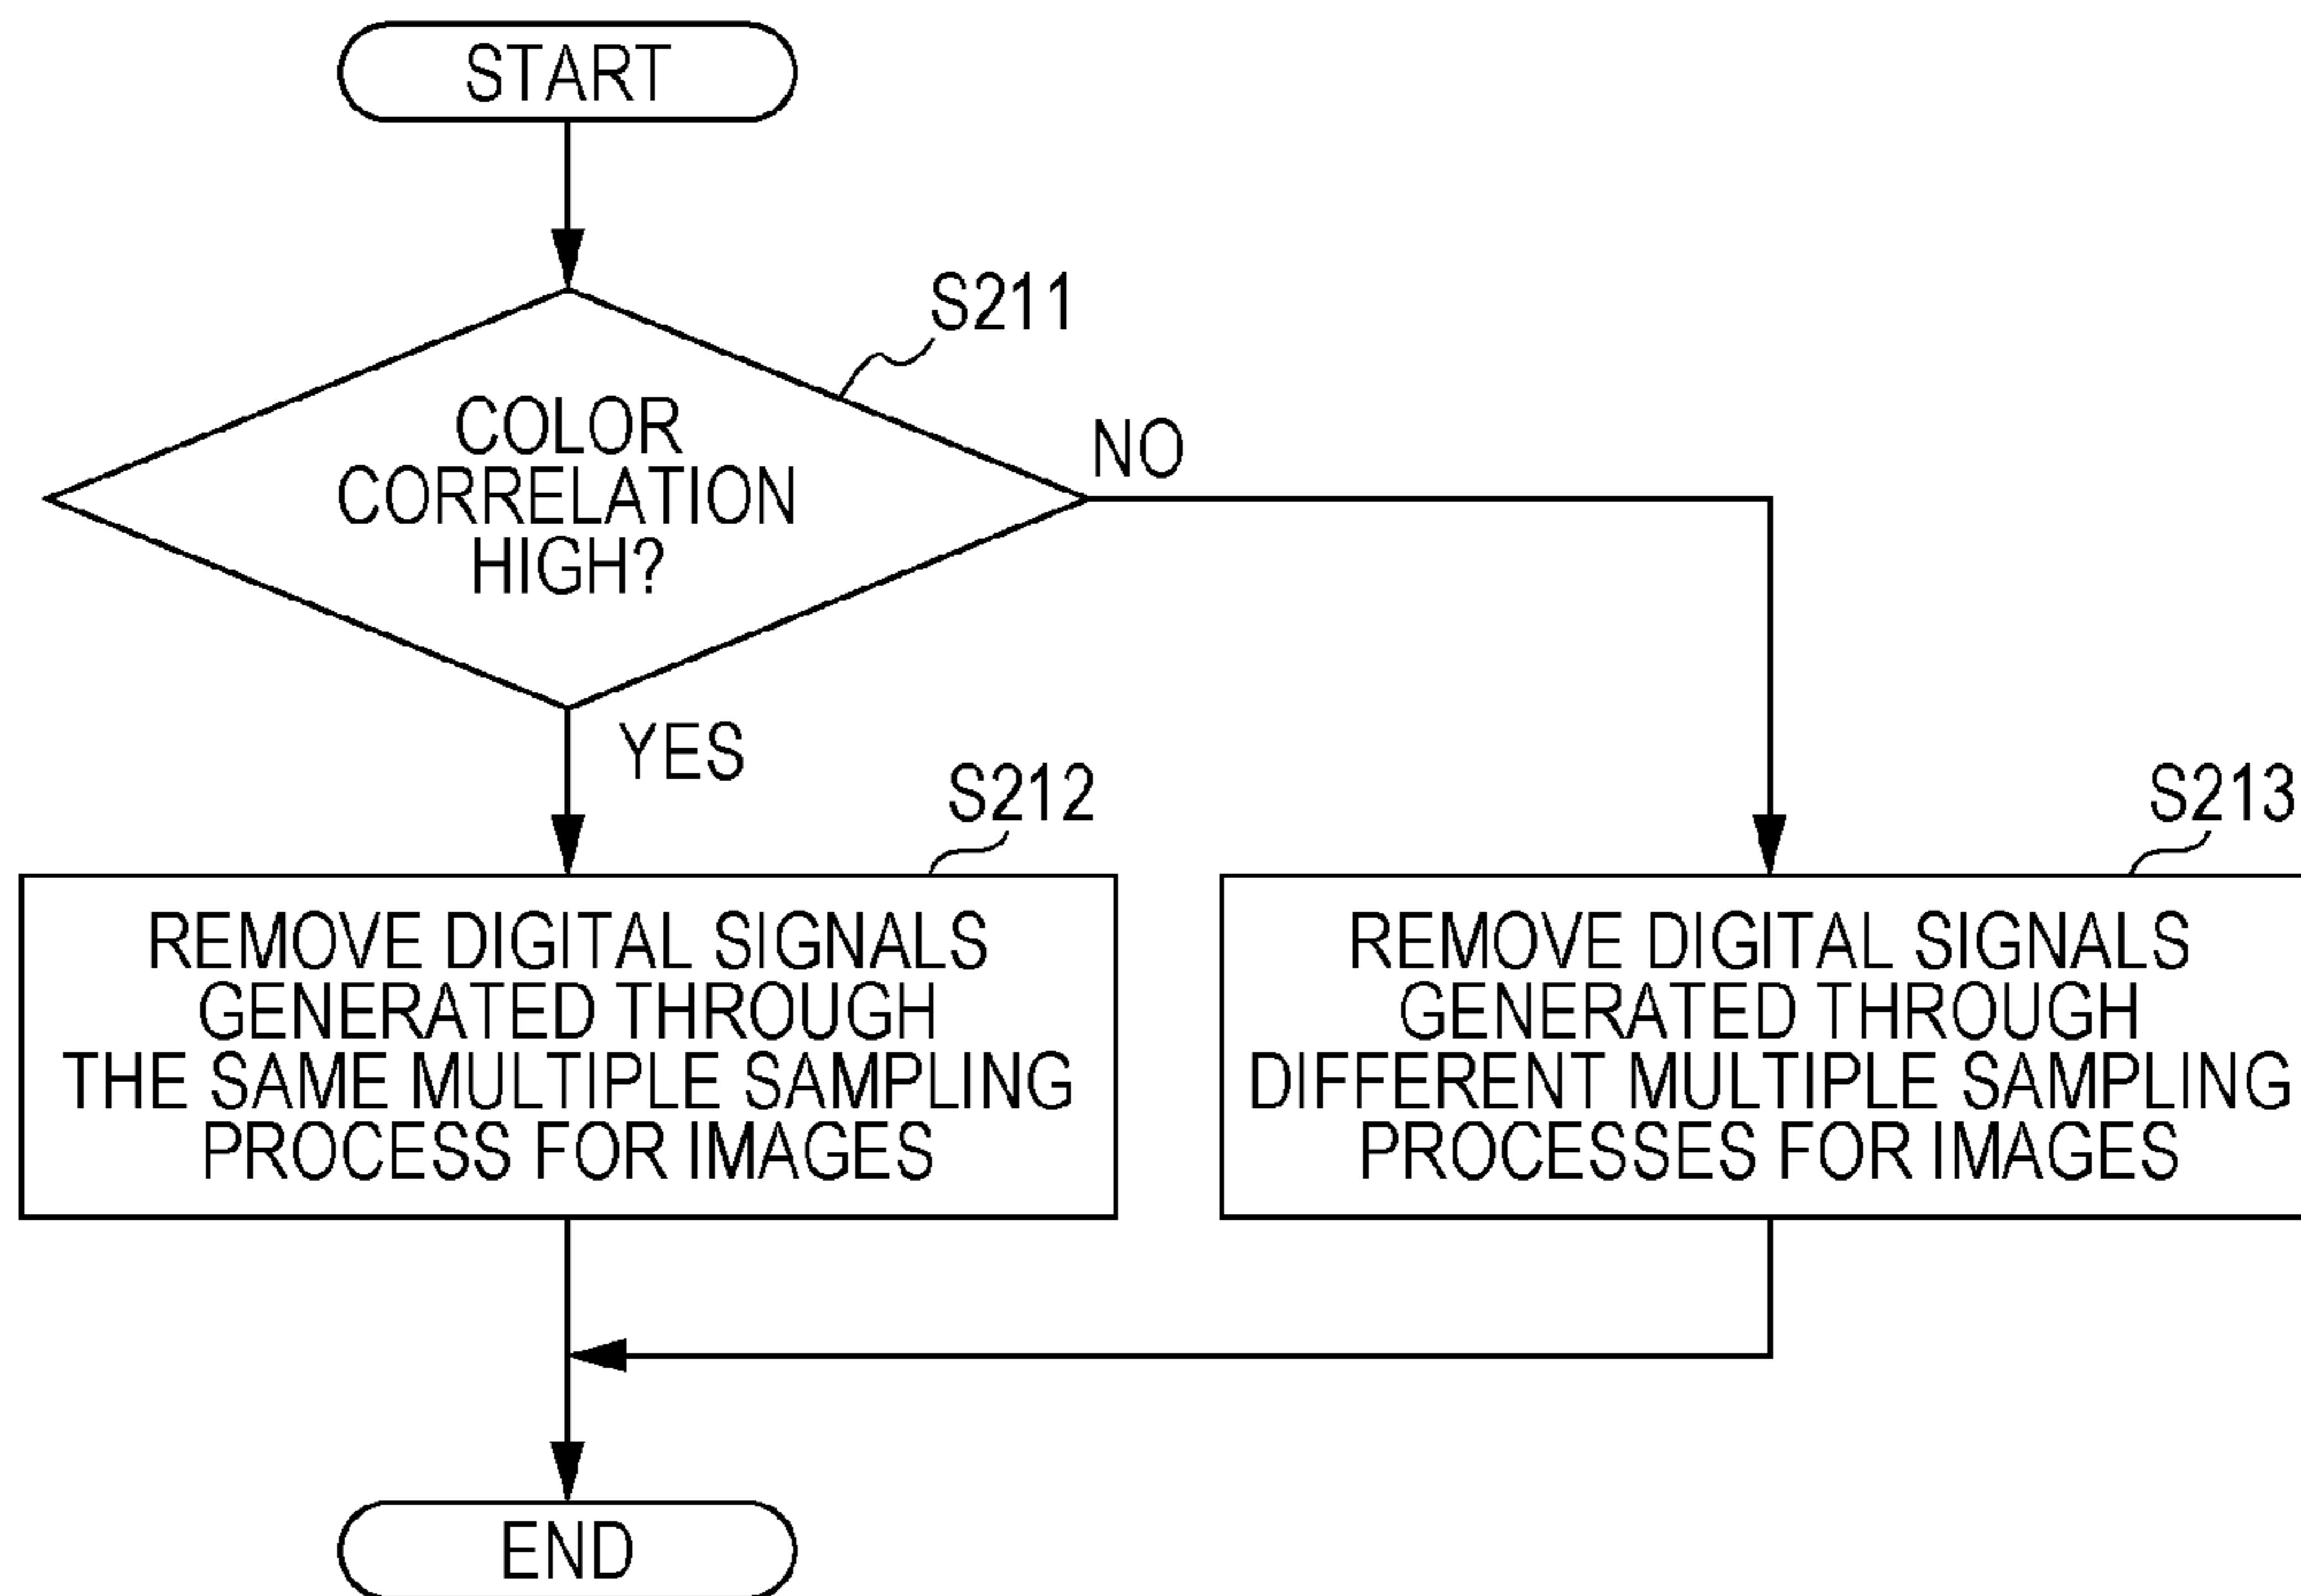 START
S211
COLOR
CORRELATION
HIGH?
NO
YES
S212
REMOVE DIGITAL SIGNALS
GENERATED THROUGH
THE SAME MULTIPLE SAMPLING
PROCESS FOR IMAGES
S213
REMOVE DIGITAL SIGNALS
GENERATED THROUGH
DIFFERENT MULTIPLE SAMPLING
PROCESSES FOR IMAGES
END